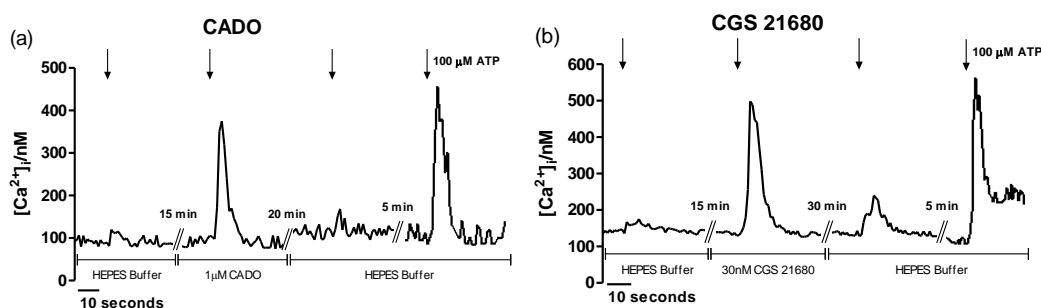 (a)
CADO
100 µM ATP
500
400
300
200
100
0
[Ca²⁺]ᵢ/nM
15 min
20 min
5 min
HEPES Buffer
1µM CADO
HEPES Buffer
10 seconds
(b)
CGS 21680
100 µM ATP
600
500
400
300
200
100
0
[Ca²⁺]ᵢ/nM
15 min
30 min
5 min
HEPES Buffer
30nM CGS 21680
HEPES Buffer
10 seconds